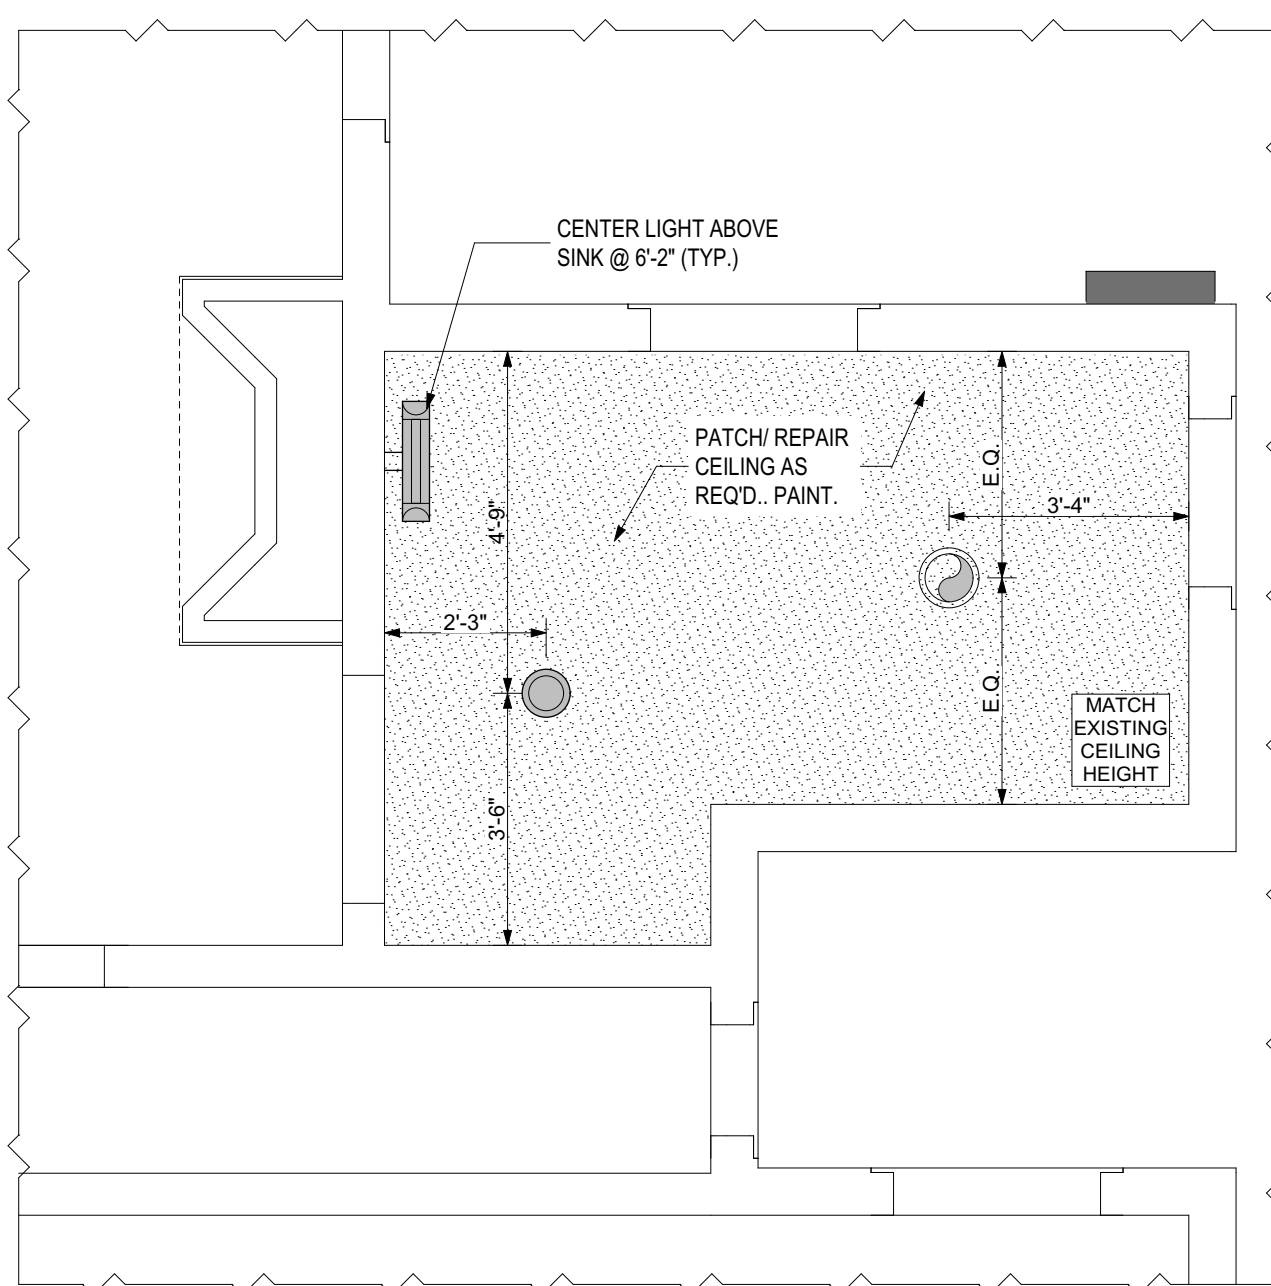 CENTER LIGHT ABOVE
SINK @ 6'-2" (TYP.)
PATCH/ REPAIR
CEILING AS
REQ'D.. PAINT.
4'-9"
E.Q.
3'-4"
2'-3"
E.Q.
MATCH
EXISTING
CEILING
HEIGHT
3'-6"